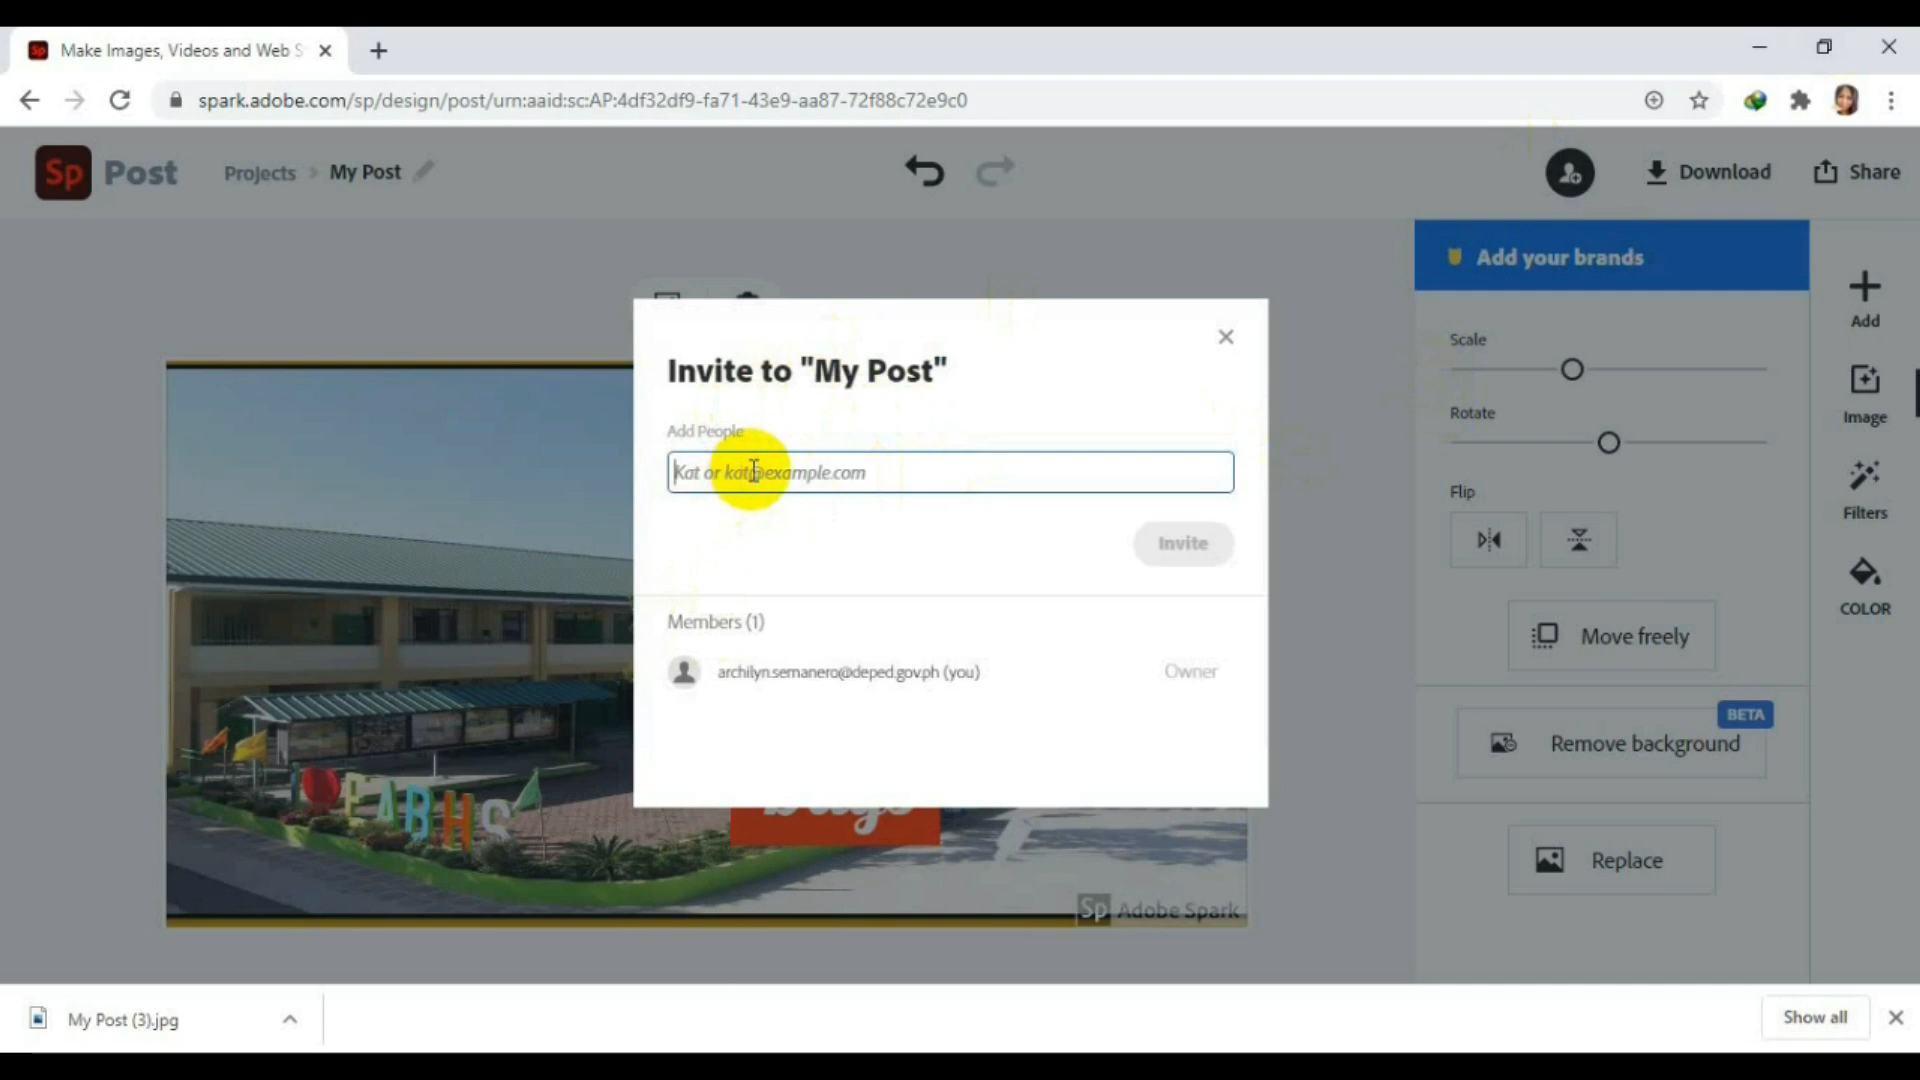 Make Images, Videos and Web S
spark.adobe.com/sp/design/post/urn:aaid:sc:AP:4df32df9-fa71-43e9-aa87-72f88c72e9c0
Sp Post Projects > My Post Download Share
Add your brands
Scale
Rotate
Flip
Move freely
BETA
Remove background
Replace
Add
Image
Filters
COLOR
Invite to "My Post"
Add People
Kat or kat@example.com
Invite
Members (1)
archilyn.semanero@deped.gov.ph (you) Owner
EABHS
Sp Adobe Spark
My Post (3).jpg
Show all